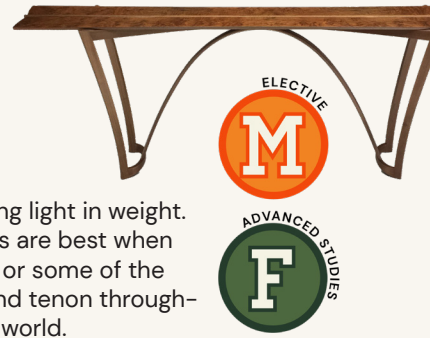 ELECTIVE
M
ng light in weight.
s are best when
or some of the
nd tenon through-
world.
ADVANCED STUDIES
F